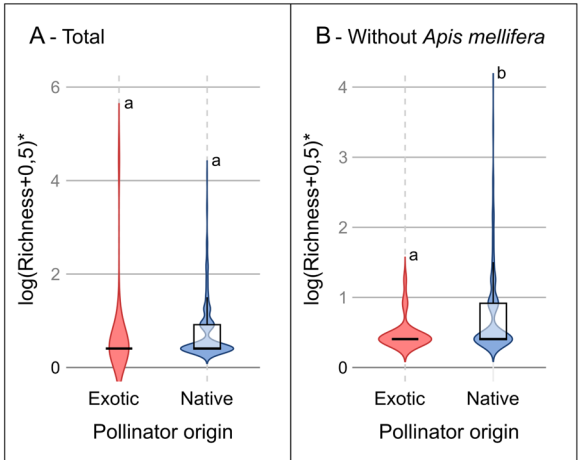 A - Total
log(Richness+0,5)*
6
4
2
0
a
a
Exotic Native
Pollinator origin
B - Without Apis mellifera
log(Richness+0,5)*
4
3
2
1
0
a
b
Exotic Native
Pollinator origin